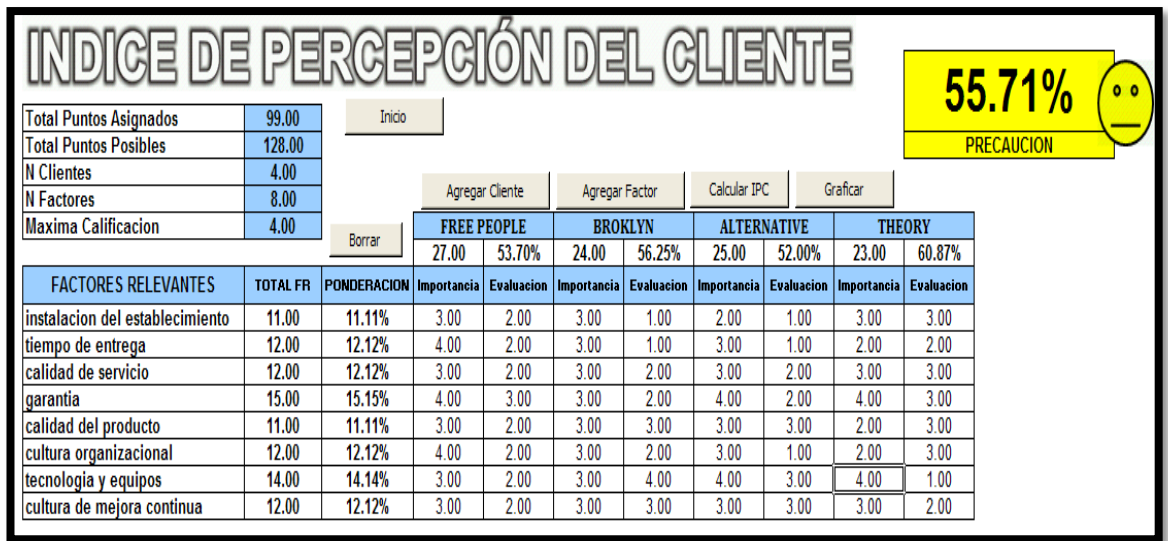 INDICE DE PERCEPCIÓN DEL CLIENTE
55.71%
PRECAUCION
Total Puntos Asignados 99.00
Total Puntos Posibles 128.00
N Clientes 4.00
N Factores 8.00
Maxima Calificacion 4.00
Inicio
Agregar Cliente Agregar Factor Calcular IPC Graficar
Borrar
FREE PEOPLE BROKLYN ALTERNATIVE THEORY
27.00 53.70% 24.00 56.25% 25.00 52.00% 23.00 60.87%
FACTORES RELEVANTES TOTAL FR PONDERACION Importancia Evaluacion Importancia Evaluacion Importancia Evaluacion Importancia Evaluacion
instalacion del establecimiento 11.00 11.11% 3.00 2.00 3.00 1.00 2.00 1.00 3.00 3.00
tiempo de entrega 12.00 12.12% 4.00 2.00 3.00 1.00 3.00 1.00 2.00 2.00
calidad de servicio 12.00 12.12% 3.00 2.00 3.00 2.00 3.00 2.00 3.00 3.00
garantia 15.00 15.15% 4.00 3.00 3.00 2.00 4.00 2.00 4.00 3.00
calidad del producto 11.00 11.11% 3.00 2.00 3.00 3.00 2.00 3.00 3.00 3.00
cultura organizacional 12.00 12.12% 4.00 2.00 3.00 2.00 3.00 1.00 2.00 3.00
tecnologia y equipos 14.00 14.14% 3.00 2.00 3.00 4.00 4.00 3.00 4.00 1.00
cultura de mejora continua 12.00 12.12% 3.00 2.00 3.00 3.00 3.00 3.00 3.00 2.00